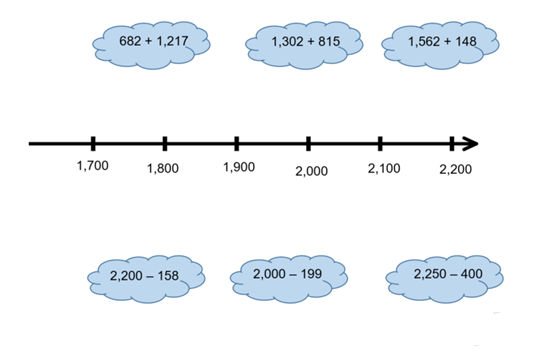 682 + 1,217
1,302 + 815
1,562 + 148
1,700
1,800
1,900
2,000
2,100
2,200
2,200 – 158
2,000 – 199
2,250 – 400